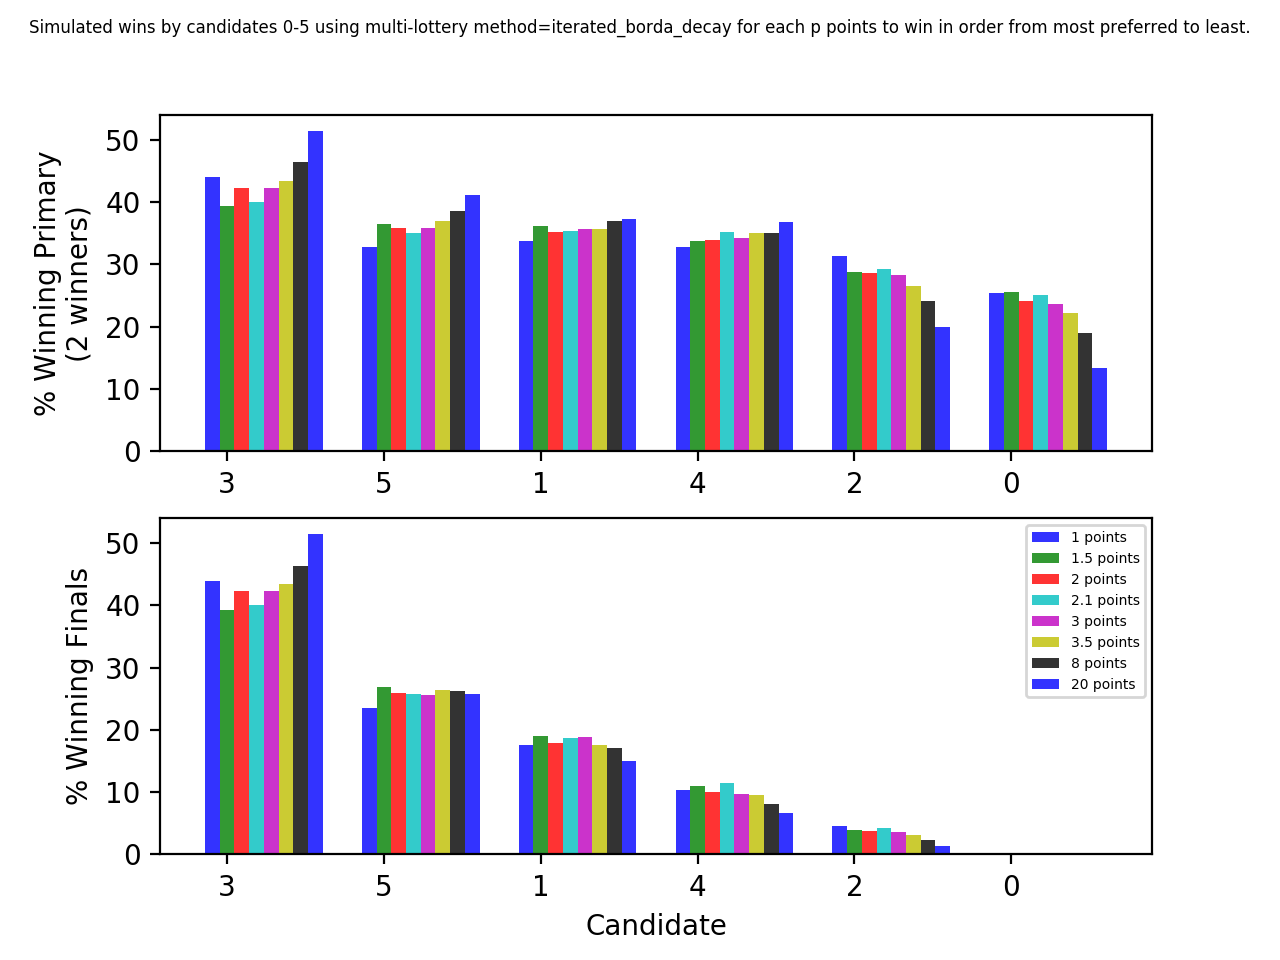 Simulated wins by candidates 0-5 using multi-lottery method=iterated_borda_decay for each p points to win in order from most preferred to least.
% Winning Primary
(2 winners)
50
40
30
20
10
0
3 5 1 4 2 0
% Winning Finals
50
40
30
20
10
0
1 points
1.5 points
2 points
2.1 points
3 points
3.5 points
8 points
20 points
3 5 1 4 2 0
Candidate